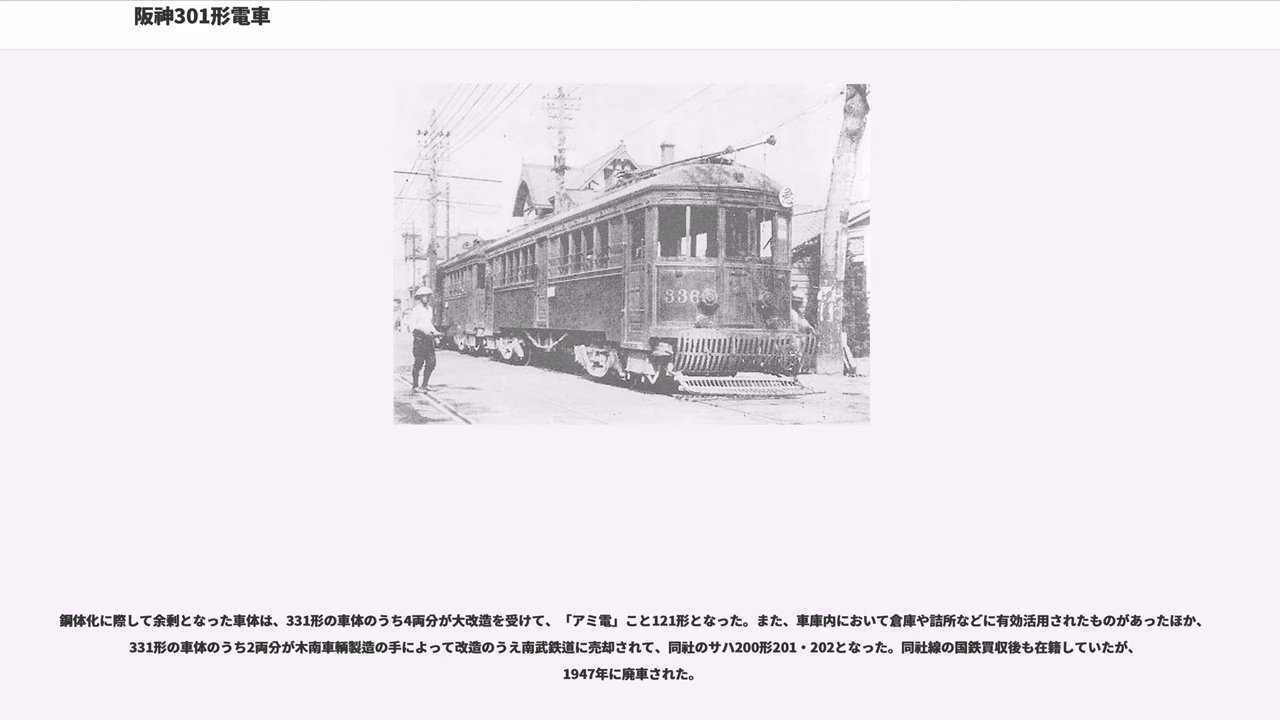 阪神301形電車
336
鋼体化に際して余剰となった車体は、331形の車体のうち4両分が大改造を受けて、「アミ電」こと121形となった。また、車庫内において倉庫や詰所などに有効活用されたものがあったほか、
331形の車体のうち2両分が木南車輌製造の手によって改造のうえ南武鉄道に売却されて、同社のサハ200形201・202となった。同社線の国鉄買収後も在籍していたが、
1947年に廃車された。